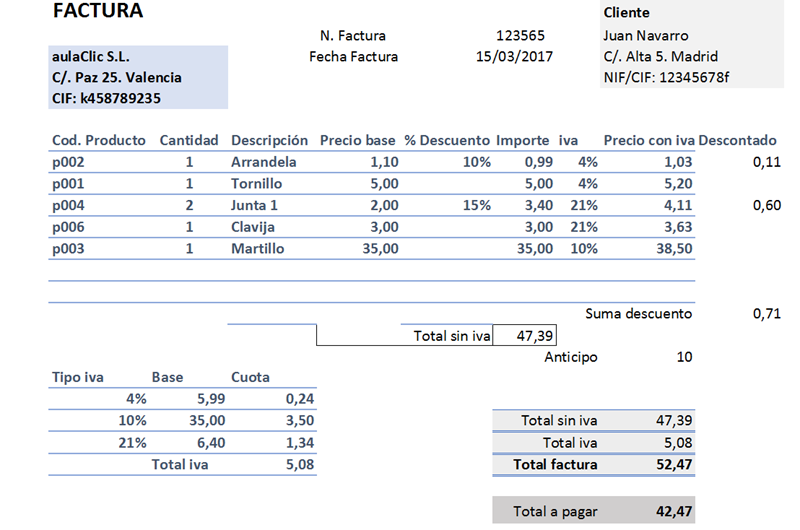 FACTURA
Cliente
N. Factura 123565 Juan Navarro
aulaClic S.L. Fecha Factura 15/03/2017 C/. Alta 5. Madrid
C/. Paz 25. Valencia NIF/CIF: 12345678f
CIF: k458789235
Cod. Producto Cantidad Descripción Precio base % Descuento Importe iva Precio con iva Descontado
p002 1 Arrandela 1,10 10% 0,99 4% 1,03 0,11
p001 1 Tornillo 5,00 5,00 4% 5,20
p004 2 Junta 1 2,00 15% 3,40 21% 4,11 0,60
p006 1 Clavija 3,00 3,00 21% 3,63
p003 1 Martillo 35,00 35,00 10% 38,50
Suma descuento 0,71
Total sin iva 47,39
Anticipo 10
Tipo iva Base Cuota
4% 5,99 0,24
10% 35,00 3,50 Total sin iva 47,39
21% 6,40 1,34 Total iva 5,08
Total iva 5,08 Total factura 52,47
Total a pagar 42,47